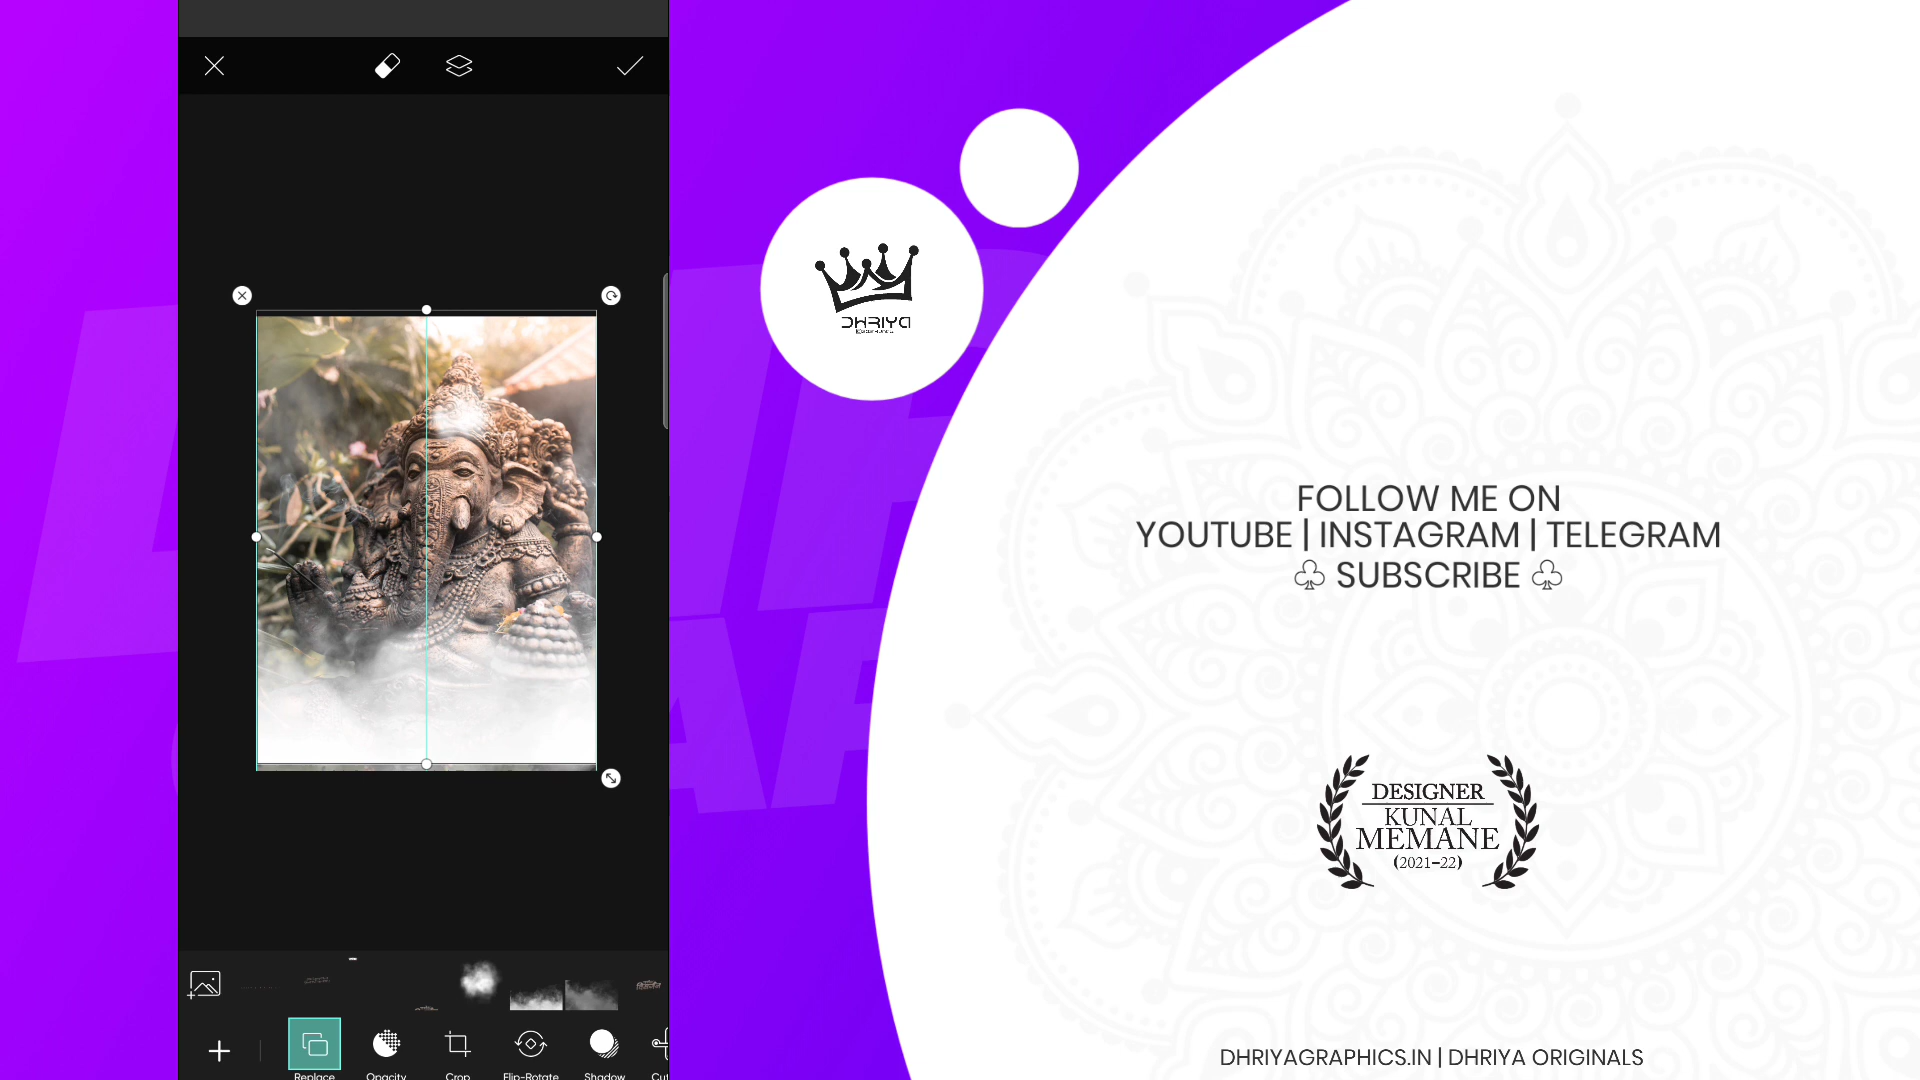 DHRIYA
FOLLOW ME ON
YOUTUBE | INSTAGRAM | TELEGRAM
♧ SUBSCRIBE ♧
DESIGNER
KUNAL
MEMANE
(2021-22)
DHRIYAGRAPHICS.IN | DHRIYA ORIGINALS
Replace
Opacity
Crop
Flip-Rotate
Shadow